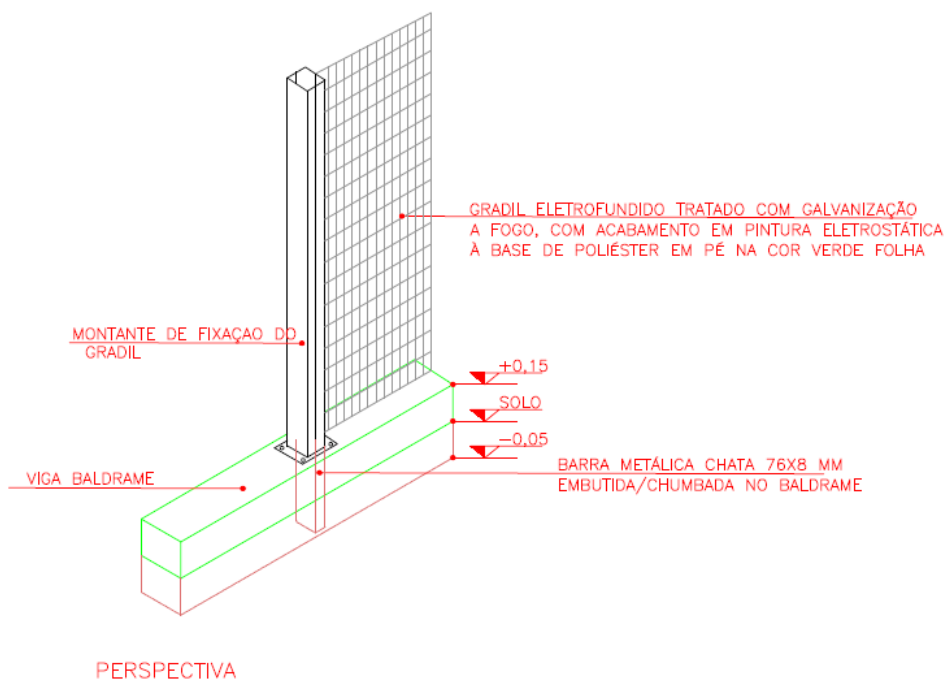 GRADIL ELETROFUNDIDO TRATADO COM GALVANIZAÇÃO
A FOGO, COM ACABAMENTO EM PINTURA ELETROSTÁTICA
À BASE DE POLIÉSTER EM PÉ NA COR VERDE FOLHA
MONTANTE DE FIXAÇAO DO
GRADIL
+0,15
SOLO
-0,05
BARRA METÁLICA CHATA 76X8 MM
EMBUTIDA/CHUMBADA NO BALDRAME
VIGA BALDRAME
PERSPECTIVA